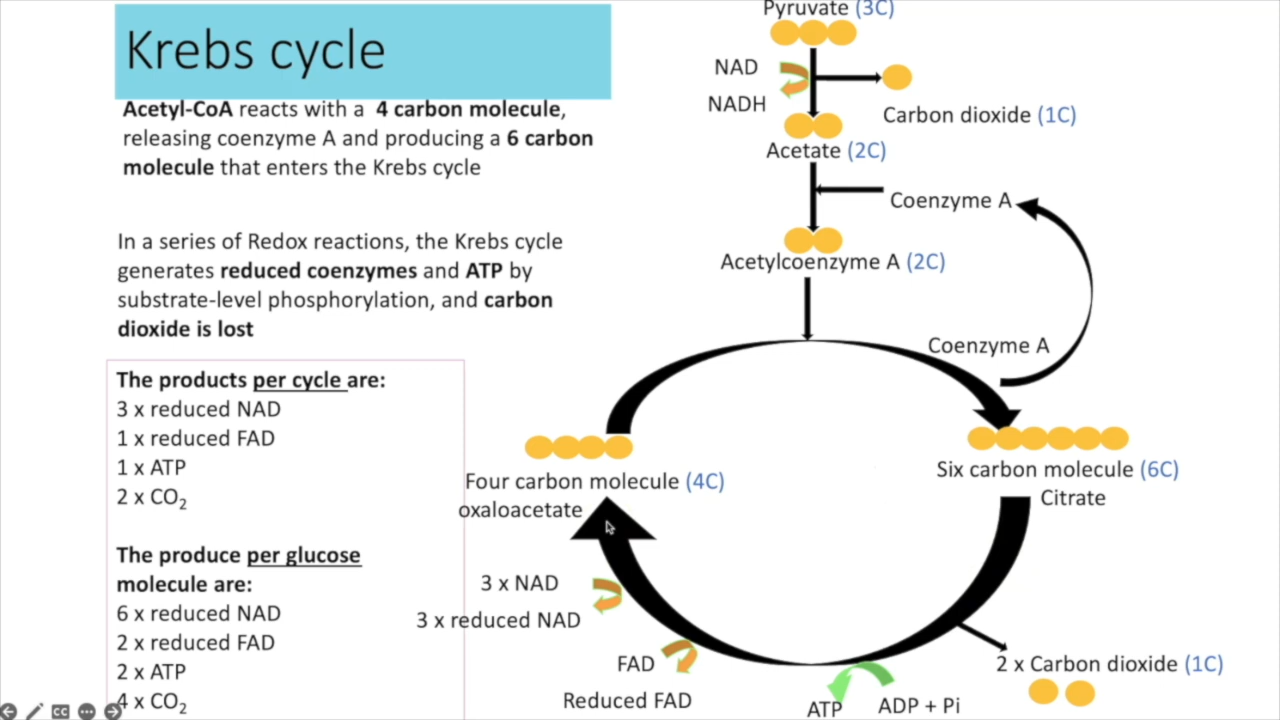 Krebs cycle
Acetyl-CoA reacts with a 4 carbon molecule,
releasing coenzyme A and producing a 6 carbon
molecule that enters the Krebs cycle
In a series of Redox reactions, the Krebs cycle
generates reduced coenzymes and ATP by
substrate-level phosphorylation, and carbon
dioxide is lost
The products per cycle are:
3 x reduced NAD
1 x reduced FAD
1 x ATP
2 x CO₂
The produce per glucose
molecule are:
6 x reduced NAD
2 x reduced FAD
2 x ATP
4 x CO₂
CC
Pyruvate (3C)
NAD
NADH
Carbon dioxide (1C)
Acetate (2C)
Coenzyme A
Acetylcoenzyme A (2C)
Coenzyme A
Four carbon molecule (4C)
oxaloacetate
Six carbon molecule (6C)
Citrate
3 x NAD
3 x reduced NAD
FAD
Reduced FAD
ATP
ADP + Pi
2 x Carbon dioxide (1C)